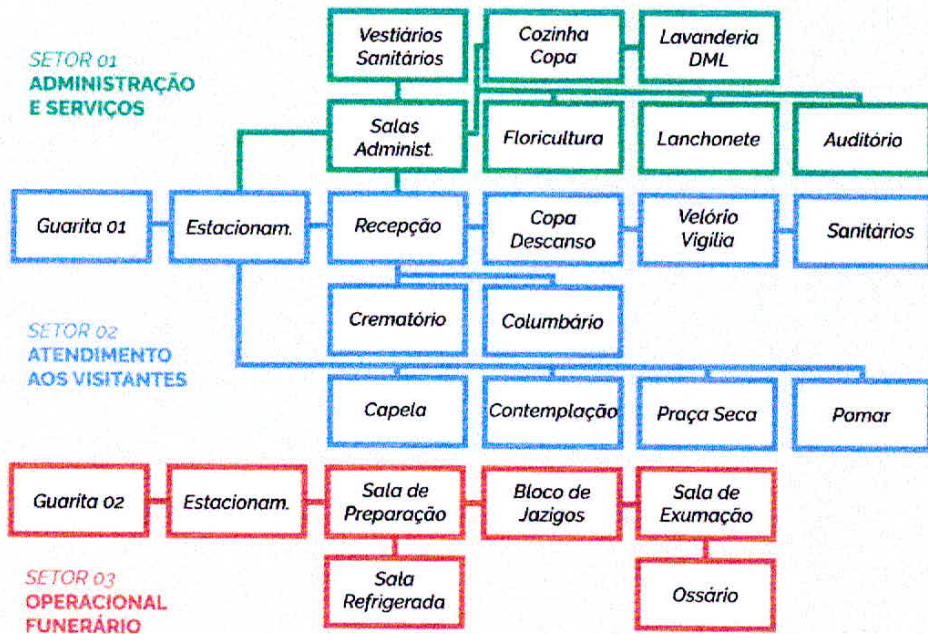 SETOR 01
ADMINISTRAÇÃO
E SERVIÇOS
Vestiários
Sanitários
Cozinha
Copa
Lavanderia
DML
Salas
Administ.
Floricultura
Lanchonete
Auditório
Guarita 01
Estacionam.
Recepção
Copa
Descanso
Velório
Vigilia
Sanitários
SETOR 02
ATENDIMENTO
AOS VISITANTES
Crematório
Columbário
Capela
Contemplação
Praça Seca
Pomar
Guarita 02
Estacionam.
Sala de
Preparação
Bloco de
Jazigos
Sala de
Exumação
SETOR 03
OPERACIONAL
FUNERÁRIO
Sala
Refrigerada
Ossário